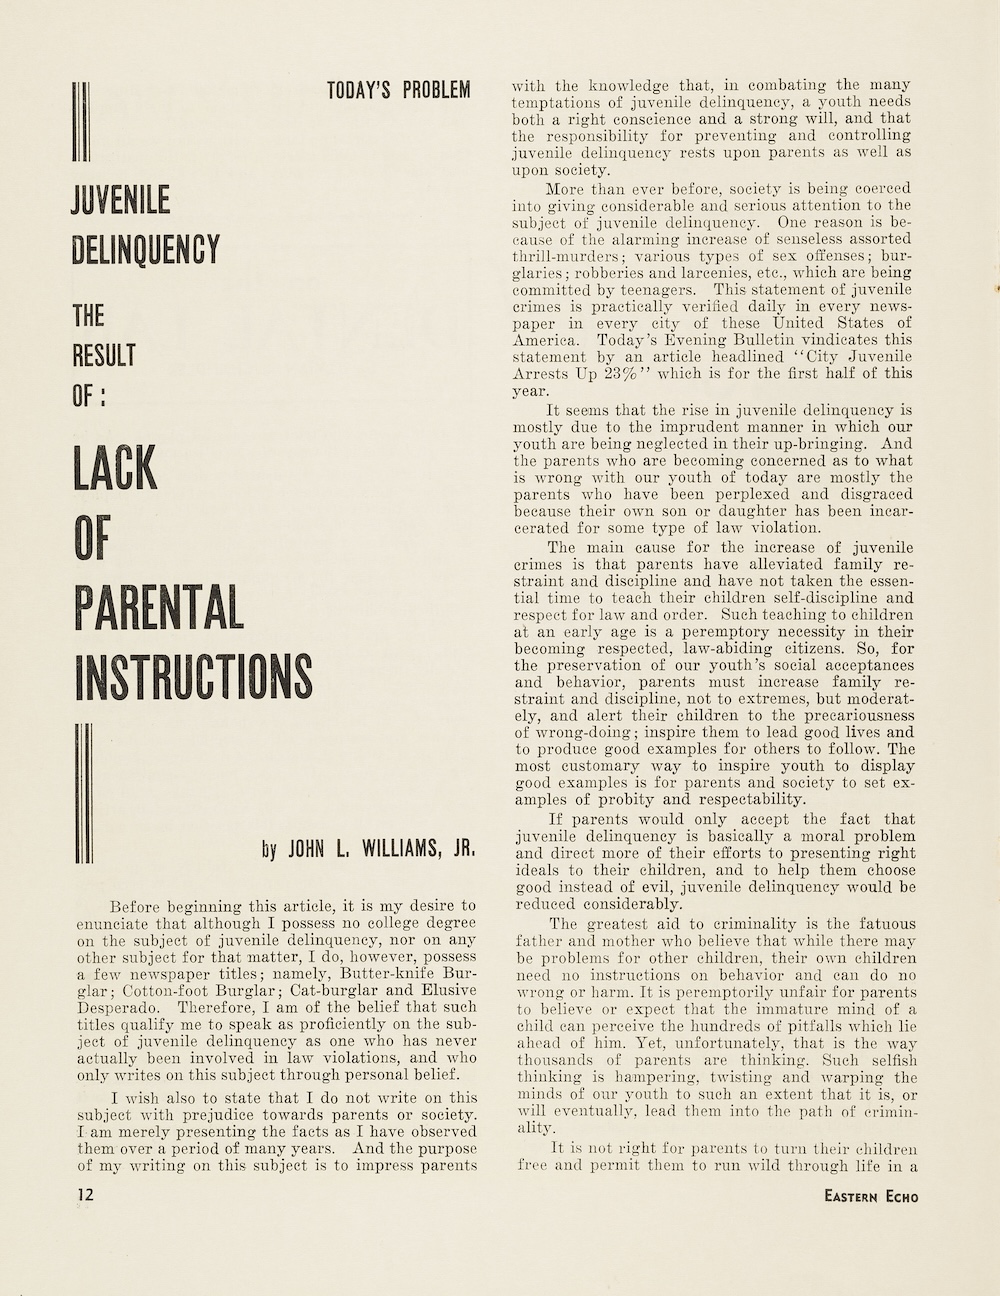 TODAY'S PROBLEM
JUVENILE
DELINQUENCY
THE
RESULT
OF :
LACK
OF
PARENTAL
INSTRUCTIONS
by JOHN L. WILLIAMS, JR.
Before beginning this article, it is my desire to
enunciate that although I possess no college degree
on the subject of juvenile delinquency, nor on any
other subject for that matter, I do, however, possess
a few newspaper titles; namely, Butter-knife Bur-
glar; Cotton-foot Burglar; Cat-burglar and Elusive
Desperado. Therefore, I am of the belief that such
titles qualify me to speak as proficiently on the sub-
ject of juvenile delinquency as one who has never
actually been involved in law violations, and who
only writes on this subject through personal belief.
I wish also to state that I do not write on this
subject with prejudice towards parents or society.
I am merely presenting the facts as I have observed
them over a period of many years. And the purpose
of my writing on this subject is to impress parents
with the knowledge that, in combating the many
temptations of juvenile delinquency, a youth needs
both a right conscience and a strong will, and that
the responsibility for preventing and controlling
juvenile delinquency rests upon parents as well as
upon society.
More than ever before, society is being coerced
into giving considerable and serious attention to the
subject of juvenile delinquency. One reason is be-
cause of the alarming increase of senseless assorted
thrill-murders; various types of sex offenses; bur-
glaries; robberies and larcenies, etc., which are being
committed by teenagers. This statement of juvenile
crimes is practically verified daily in every news-
paper in every city of these United States of
America. Today's Evening Bulletin vindicates this
statement by an article headlined "City Juvenile
Arrests Up 23%" which is for the first half of this
year.
It seems that the rise in juvenile delinquency is
mostly due to the imprudent manner in which our
youth are being neglected in their up-bringing. And
the parents who are becoming concerned as to what
is wrong with our youth of today are mostly the
parents who have been perplexed and disgraced
because their own son or daughter has been incar-
cerated for some type of law violation.
The main cause for the increase of juvenile
crimes is that parents have alleviated family re-
straint and discipline and have not taken the essen-
tial time to teach their children self-discipline and
respect for law and order. Such teaching to children
at an early age is a peremptory necessity in their
becoming respected, law-abiding citizens. So, for
the preservation of our youth's social acceptances
and behavior, parents must increase family re-
straint and discipline, not to extremes, but moderat-
ely, and alert their children to the precariousness
of wrong-doing; inspire them to lead good lives and
to produce good examples for others to follow. The
most customary way to inspire youth to display
good examples is for parents and society to set ex-
amples of probity and respectability.
If parents would only accept the fact that
juvenile delinquency is basically a moral problem
and direct more of their efforts to presenting right
ideals to their children, and to help them choose
good instead of evil, juvenile delinquency would be
reduced considerably.
The greatest aid to criminality is the fatuous
father and mother who believe that while there may
be problems for other children, their own children
need no instructions on behavior and can do no
wrong or harm. It is peremptorily unfair for parents
to believe or expect that the immature mind of a
child can perceive the hundreds of pitfalls which lie
ahead of him. Yet, unfortunately, that is the way
thousands of parents are thinking. Such selfish
thinking is hampering, twisting and warping the
minds of our youth to such an extent that it is, or
will eventually, lead them into the path of crimin-
ality.
It is not right for parents to turn their children
free and permit them to run wild through life in a
12
EASTERN ECHO